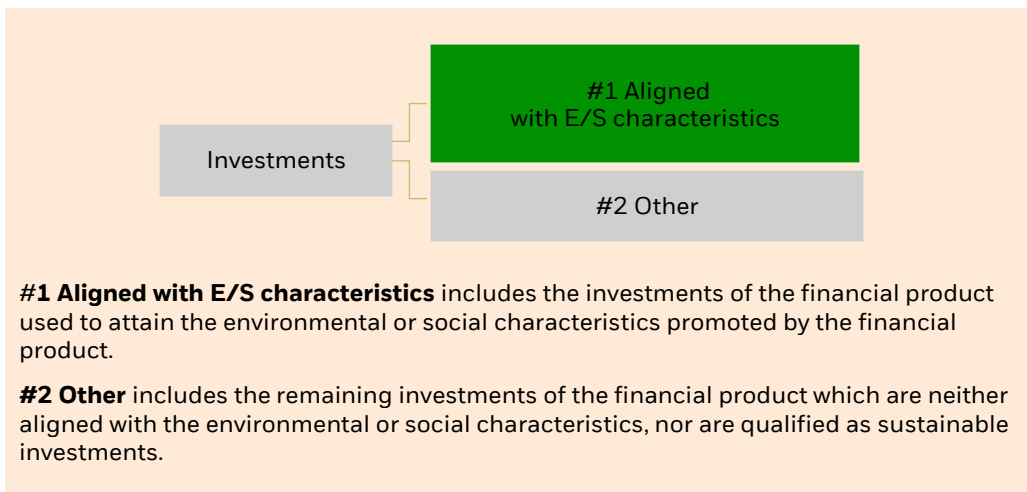 #1 Aligned
with E/S characteristics
Investments
#2 Other
#1 Aligned with E/S characteristics includes the investments of the financial product
used to attain the environmental or social characteristics promoted by the financial
product.
#2 Other includes the remaining investments of the financial product which are neither
aligned with the environmental or social characteristics, nor are qualified as sustainable
investments.